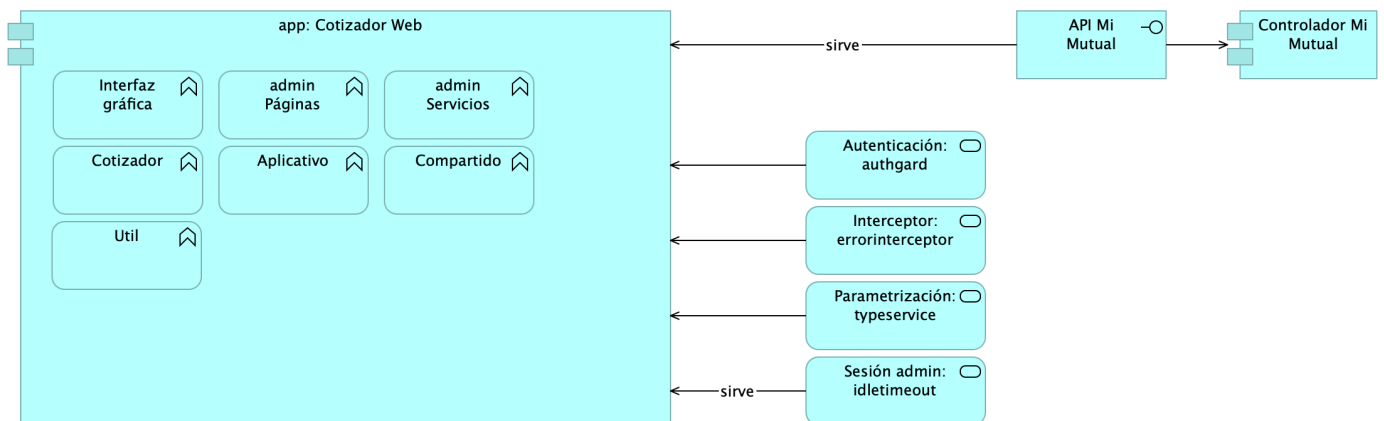 app: Cotizador Web
API Mi
Mutual
Controlador Mi
Mutual
sirve
Interfaz
gráfica
admin
Páginas
admin
Servicios
Cotizador
Aplicativo
Compartido
Util
Autenticación:
authgard
Interceptor:
errorinterceptor
Parametrización:
typeservice
Sesión admin:
idletimeout
sirve